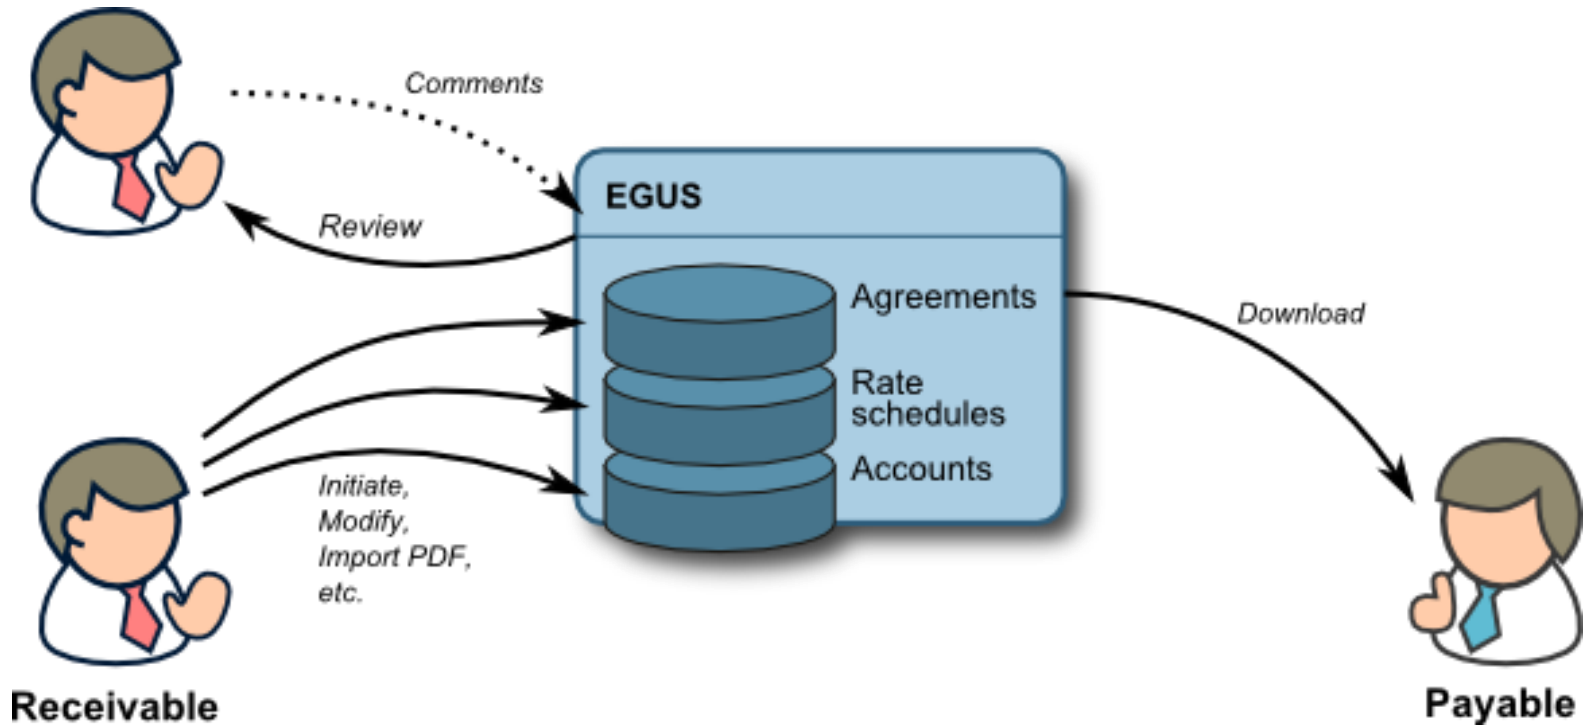 Comments
EGUS
Review
Agreements
Download
Rate
schedules
Accounts
Initiate,
Modify,
Import PDF,
etc.
Receivable
Payable